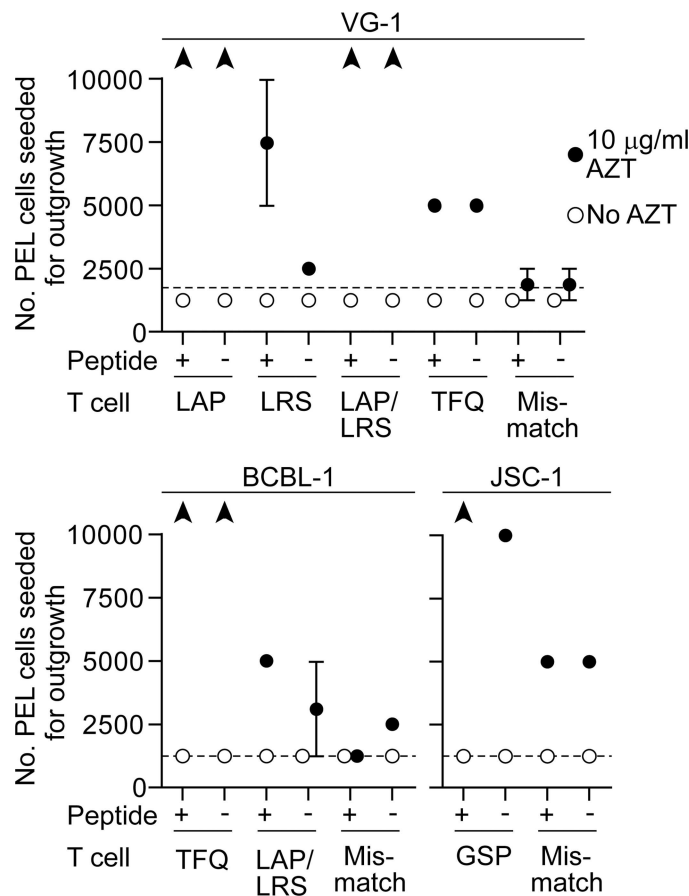 VG-1
No. PEL cells seeded
for outgrowth
10000
7500
5000
2500
0
10 µg/ml
AZT
No AZT
Peptide + - + - + - + - + -
T cell LAP LRS LAP/ TFQ Mis-
LRS match
BCBL-1 JSC-1
No. PEL cells seeded
for outgrowth
10000
7500
5000
2500
0
Peptide + - + - + - + - + -
T cell TFQ LAP/ Mis- GSP Mis-
LRS match match